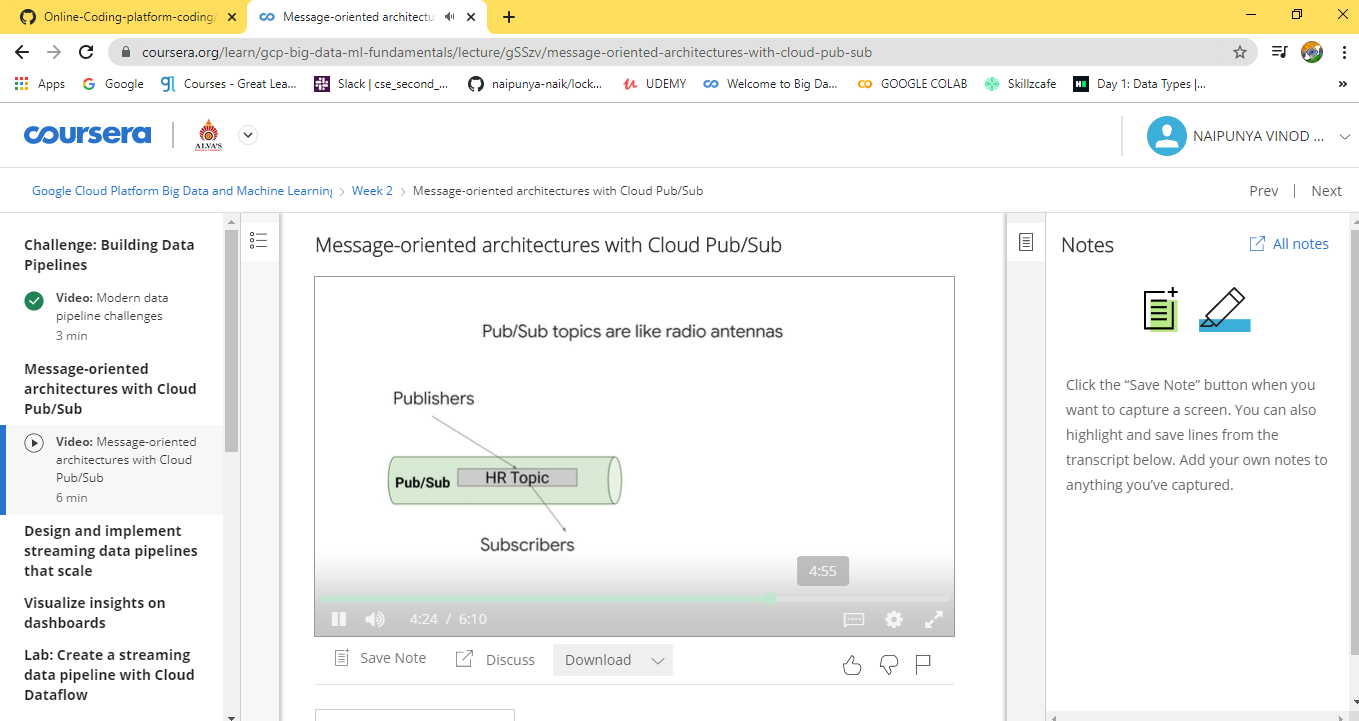 Online-Coding-platform-coding/
Message-oriented architectu
coursera.org/learn/gcp-big-data-ml-fundamentals/lecture/gSSzv/message-oriented-architectures-with-cloud-pub-sub
Apps
Google
Courses - Great Lea...
Slack | cse_second_...
naipunya-naik/lock...
UDEMY
Welcome to Big Da...
GOOGLE COLAB
Skillzcafe
Day 1: Data Types |...
»
coursera
ALVA'S
NAIPUNYA VINOD ...
Google Cloud Platform Big Data and Machine Learning
Week 2
Message-oriented architectures with Cloud Pub/Sub
Prev | Next
Challenge: Building Data
Pipelines
Video: Modern data
pipeline challenges
3 min
Message-oriented
architectures with Cloud
Pub/Sub
Video: Message-oriented
architectures with Cloud
Pub/Sub
6 min
Design and implement
streaming data pipelines
that scale
Visualize insights on
dashboards
Lab: Create a streaming
data pipeline with Cloud
Dataflow
Message-oriented architectures with Cloud Pub/Sub
Pub/Sub topics are like radio antennas
Publishers
Pub/Sub
HR Topic
Subscribers
4:55
4:24 / 6:10
Save Note
Discuss
Download
Notes
All notes
Click the “Save Note” button when you
want to capture a screen. You can also
highlight and save lines from the
transcript below. Add your own notes to
anything you’ve captured.